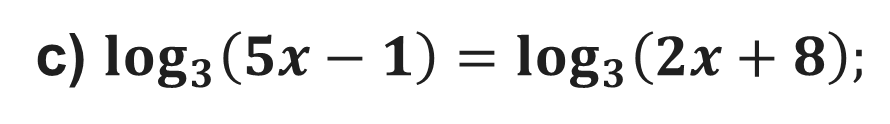 c) log₃(5x − 1) = log₃(2x + 8);